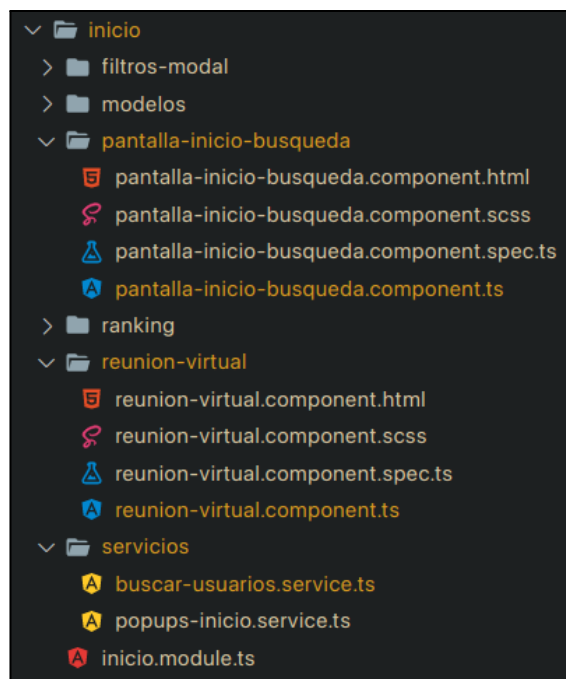 inicio
filtros-modal
modelos
pantalla-inicio-busqueda
pantalla-inicio-busqueda.component.html
pantalla-inicio-busqueda.component.scss
pantalla-inicio-busqueda.component.spec.ts
pantalla-inicio-busqueda.component.ts
ranking
reunion-virtual
reunion-virtual.component.html
reunion-virtual.component.scss
reunion-virtual.component.spec.ts
reunion-virtual.component.ts
servicios
buscar-usuarios.service.ts
popups-inicio.service.ts
inicio.module.ts